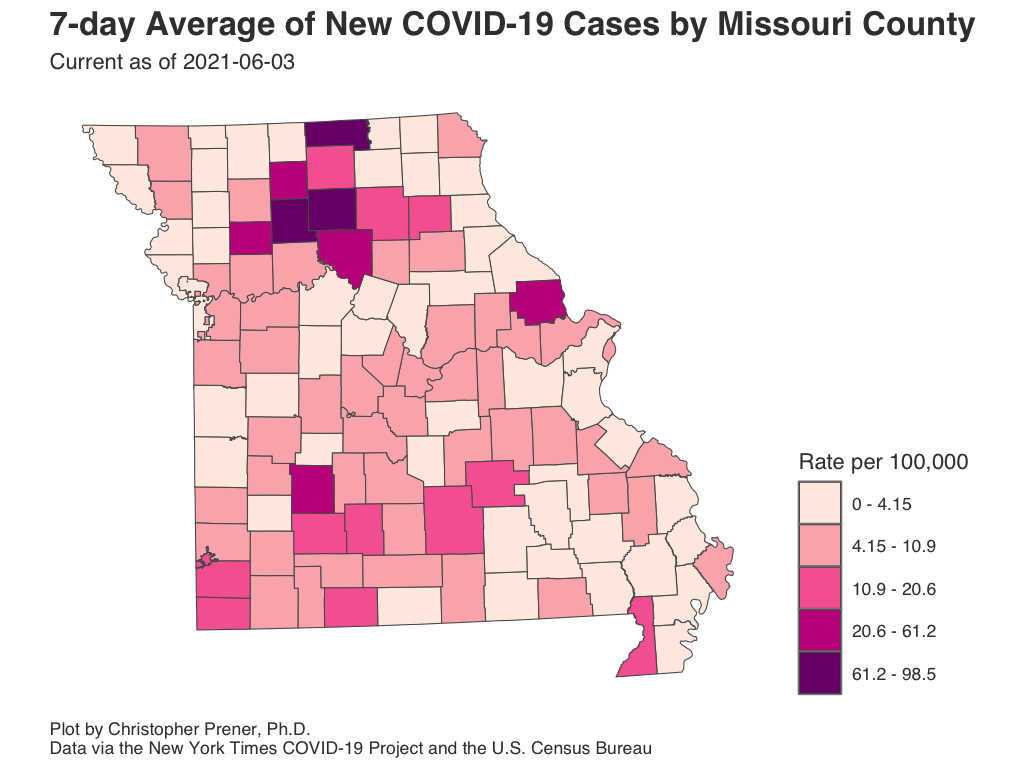 7-day Average of New COVID-19 Cases by Missouri County
Current as of 2021-06-03
Rate per 100,000
0 - 4.15
4.15 - 10.9
10.9 - 20.6
20.6 - 61.2
61.2 - 98.5
Plot by Christopher Prener, Ph.D.
Data via the New York Times COVID-19 Project and the U.S. Census Bureau